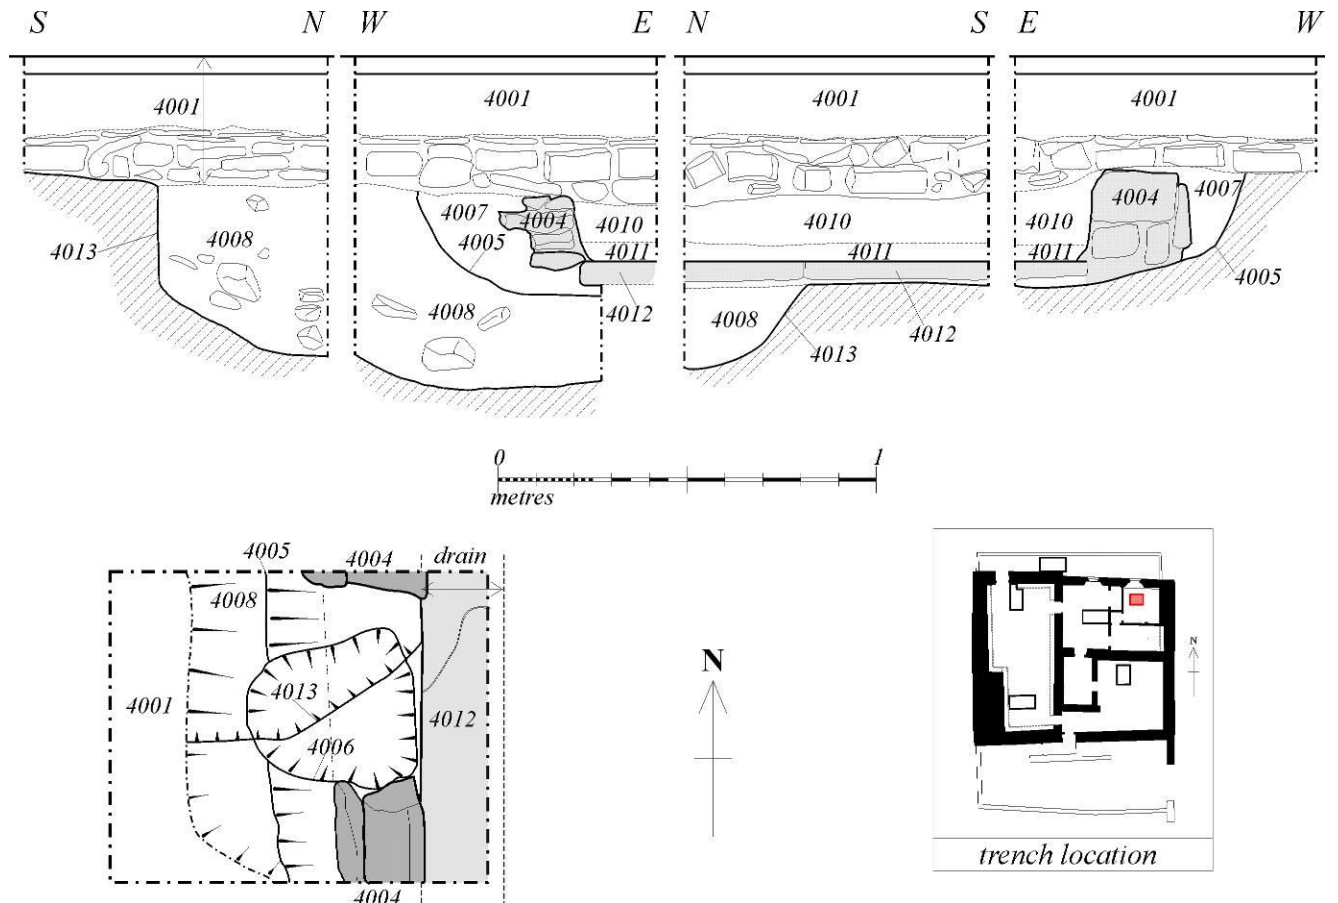 S N W E N S E W
4001 4001 4001 4001
4007 4004 4010 4010 4004 4007
4013 4008 4005 4011 4011 4010 4011 4005
4008 4012 4008 4013 4012
0 1
metres
4005 4004 drain
4008
4013
4001 4012
4006
4004
N
N
trench location